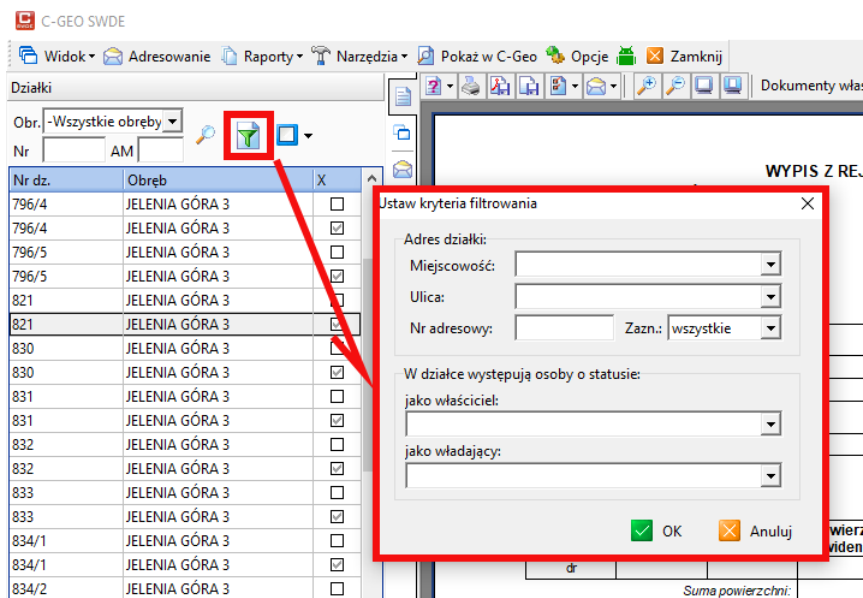 C-GEO SWDE
Widok Adresowanie Raporty Narzędzia Pokaż w C-Geo Opcje Zamknij
Działki
Dokumenty włas
Obr. -Wszystkie obręby
Nr AM
Nr dz. Obręb X
796/4 JELENIA GÓRA 3
796/4 JELENIA GÓRA 3
796/5 JELENIA GÓRA 3
796/5 JELENIA GÓRA 3
821 JELENIA GÓRA 3
821 JELENIA GÓRA 3
830 JELENIA GÓRA 3
830 JELENIA GÓRA 3
831 JELENIA GÓRA 3
831 JELENIA GÓRA 3
832 JELENIA GÓRA 3
832 JELENIA GÓRA 3
833 JELENIA GÓRA 3
833 JELENIA GÓRA 3
834/1 JELENIA GÓRA 3
834/1 JELENIA GÓRA 3
834/2 JELENIA GÓRA 3
WYPIS Z REJ
Ustaw kryteria filtrowania
Adres działki:
Miejscowość:
Ulica:
Nr adresowy: Zazn.: wszystkie
W działce występują osoby o statusie:
jako właściciel:
jako władający:
OK Anuluj
wierz
widen
dr
Suma powierzchni: